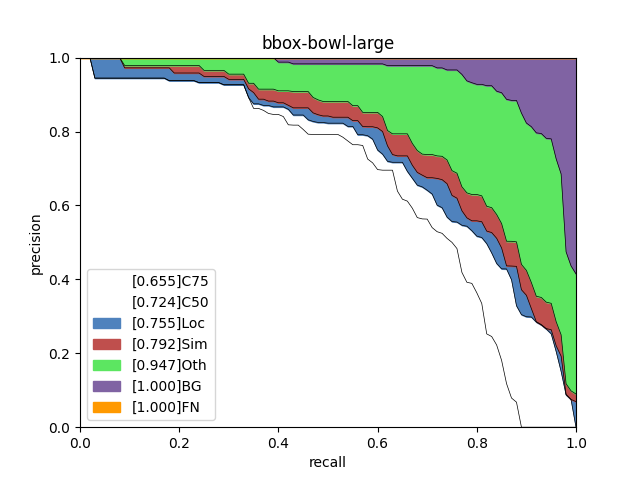 bbox-bowl-large
1.0
0.8
0.6
0.4
0.2
0.0
precision
[0.655]C75
[0.724]C50
[0.755]Loc
[0.792]Sim
[0.947]Oth
[1.000]BG
[1.000]FN
0.0 0.2 0.4 0.6 0.8 1.0
recall